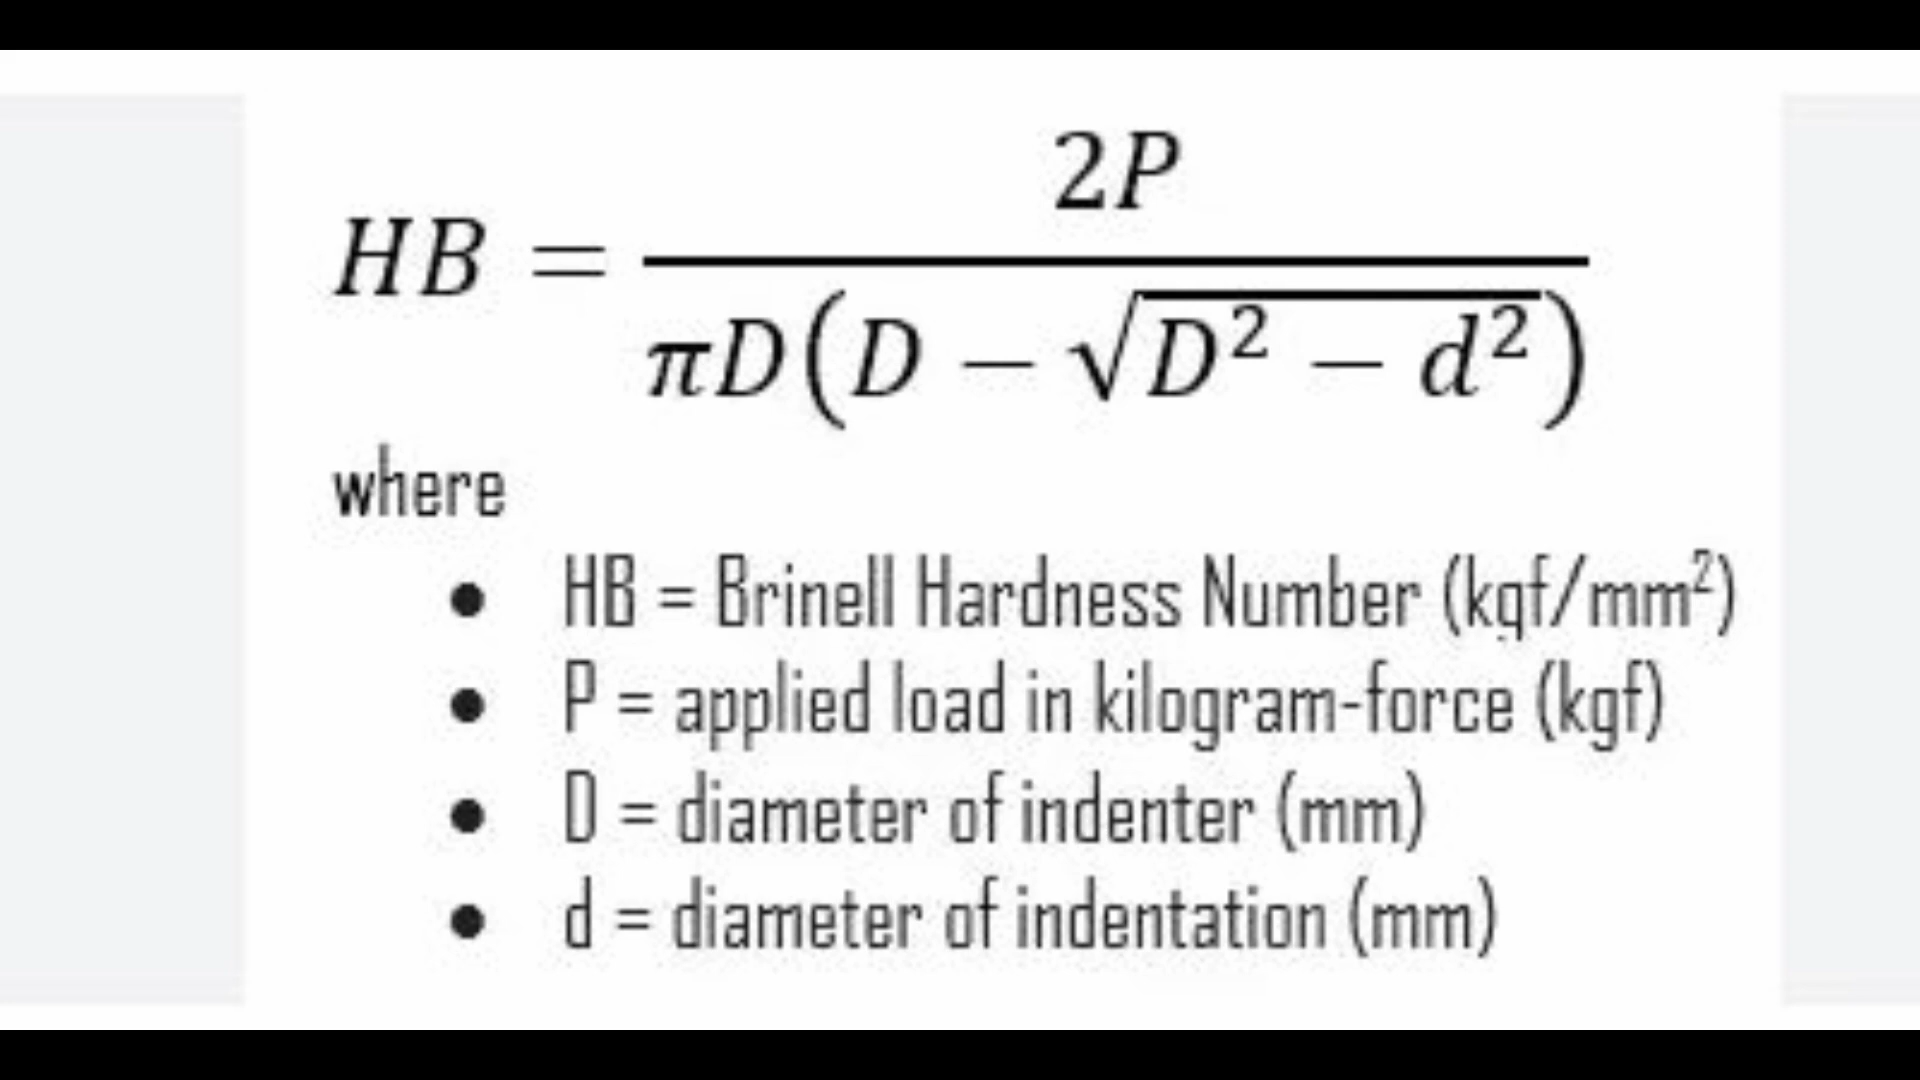 HB = 2P / πD(D − √D² − d²)
where
• HB = Brinell Hardness Number (kgf/mm²)
• P = applied load in kilogram-force (kgf)
• D = diameter of indenter (mm)
• d = diameter of indentation (mm)